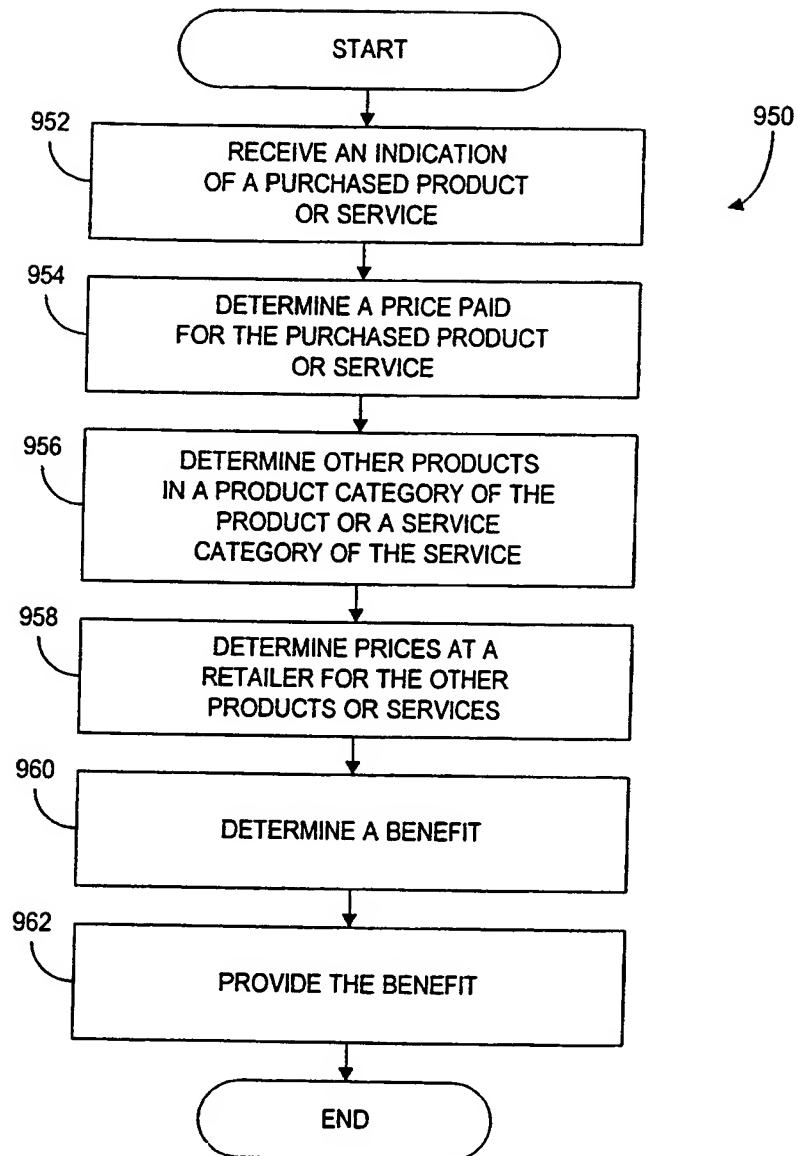 START
950
952
RECEIVE AN INDICATION
OF A PURCHASED PRODUCT
OR SERVICE
954
DETERMINE A PRICE PAID
FOR THE PURCHASED PRODUCT
OR SERVICE
956
DETERMINE OTHER PRODUCTS
IN A PRODUCT CATEGORY OF THE
PRODUCT OR A SERVICE
CATEGORY OF THE SERVICE
958
DETERMINE PRICES AT A
RETAILER FOR THE OTHER
PRODUCTS OR SERVICES
960
DETERMINE A BENEFIT
962
PROVIDE THE BENEFIT
END